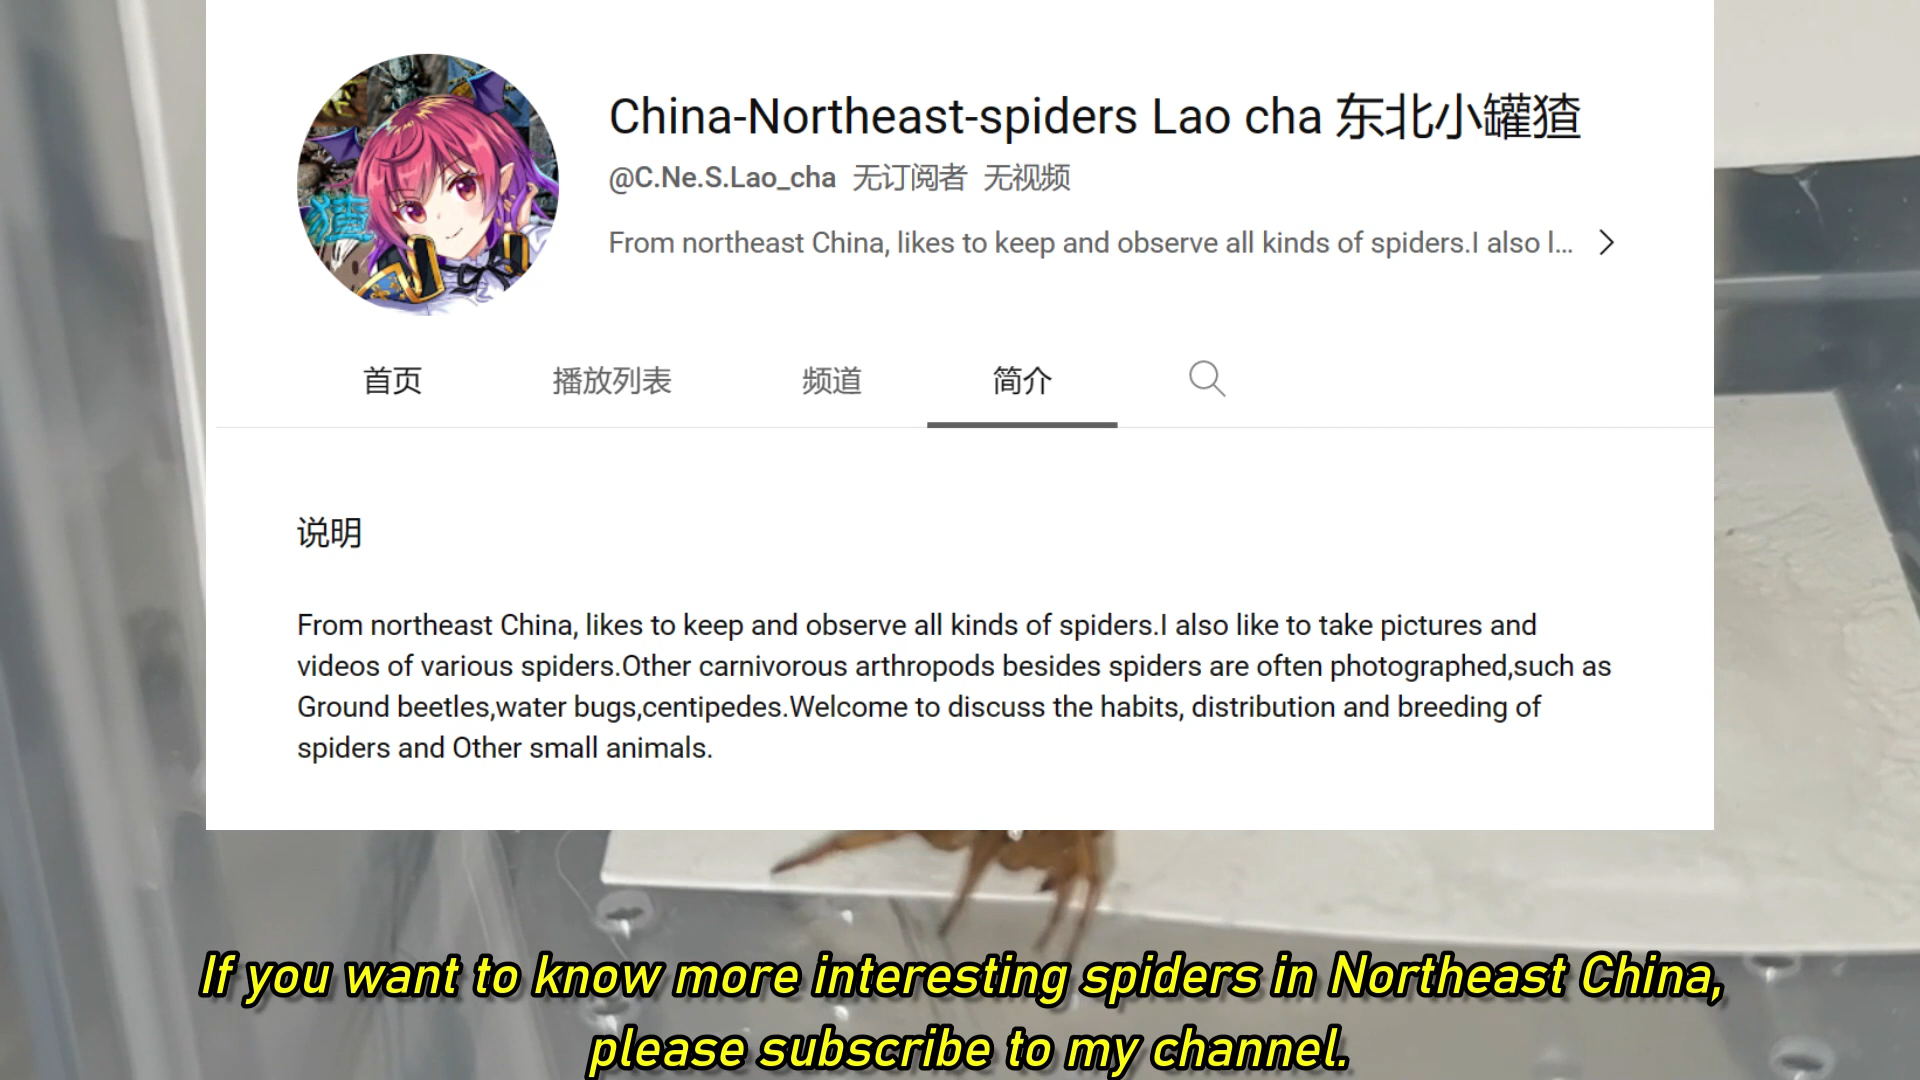 China-Northeast-spiders Lao cha 东北小罐猹
@C.Ne.S.Lao_cha 无订阅者 无视频
From northeast China, likes to keep and observe all kinds of spiders.I also l...
猹
首页 播放列表 频道 简介
说明
From northeast China, likes to keep and observe all kinds of spiders.I also like to take pictures and
videos of various spiders.Other carnivorous arthropods besides spiders are often photographed,such as
Ground beetles,water bugs,centipedes.Welcome to discuss the habits, distribution and breeding of
spiders and Other small animals.
If you want to know more interesting spiders in Northeast China,
please subscribe to my channel.